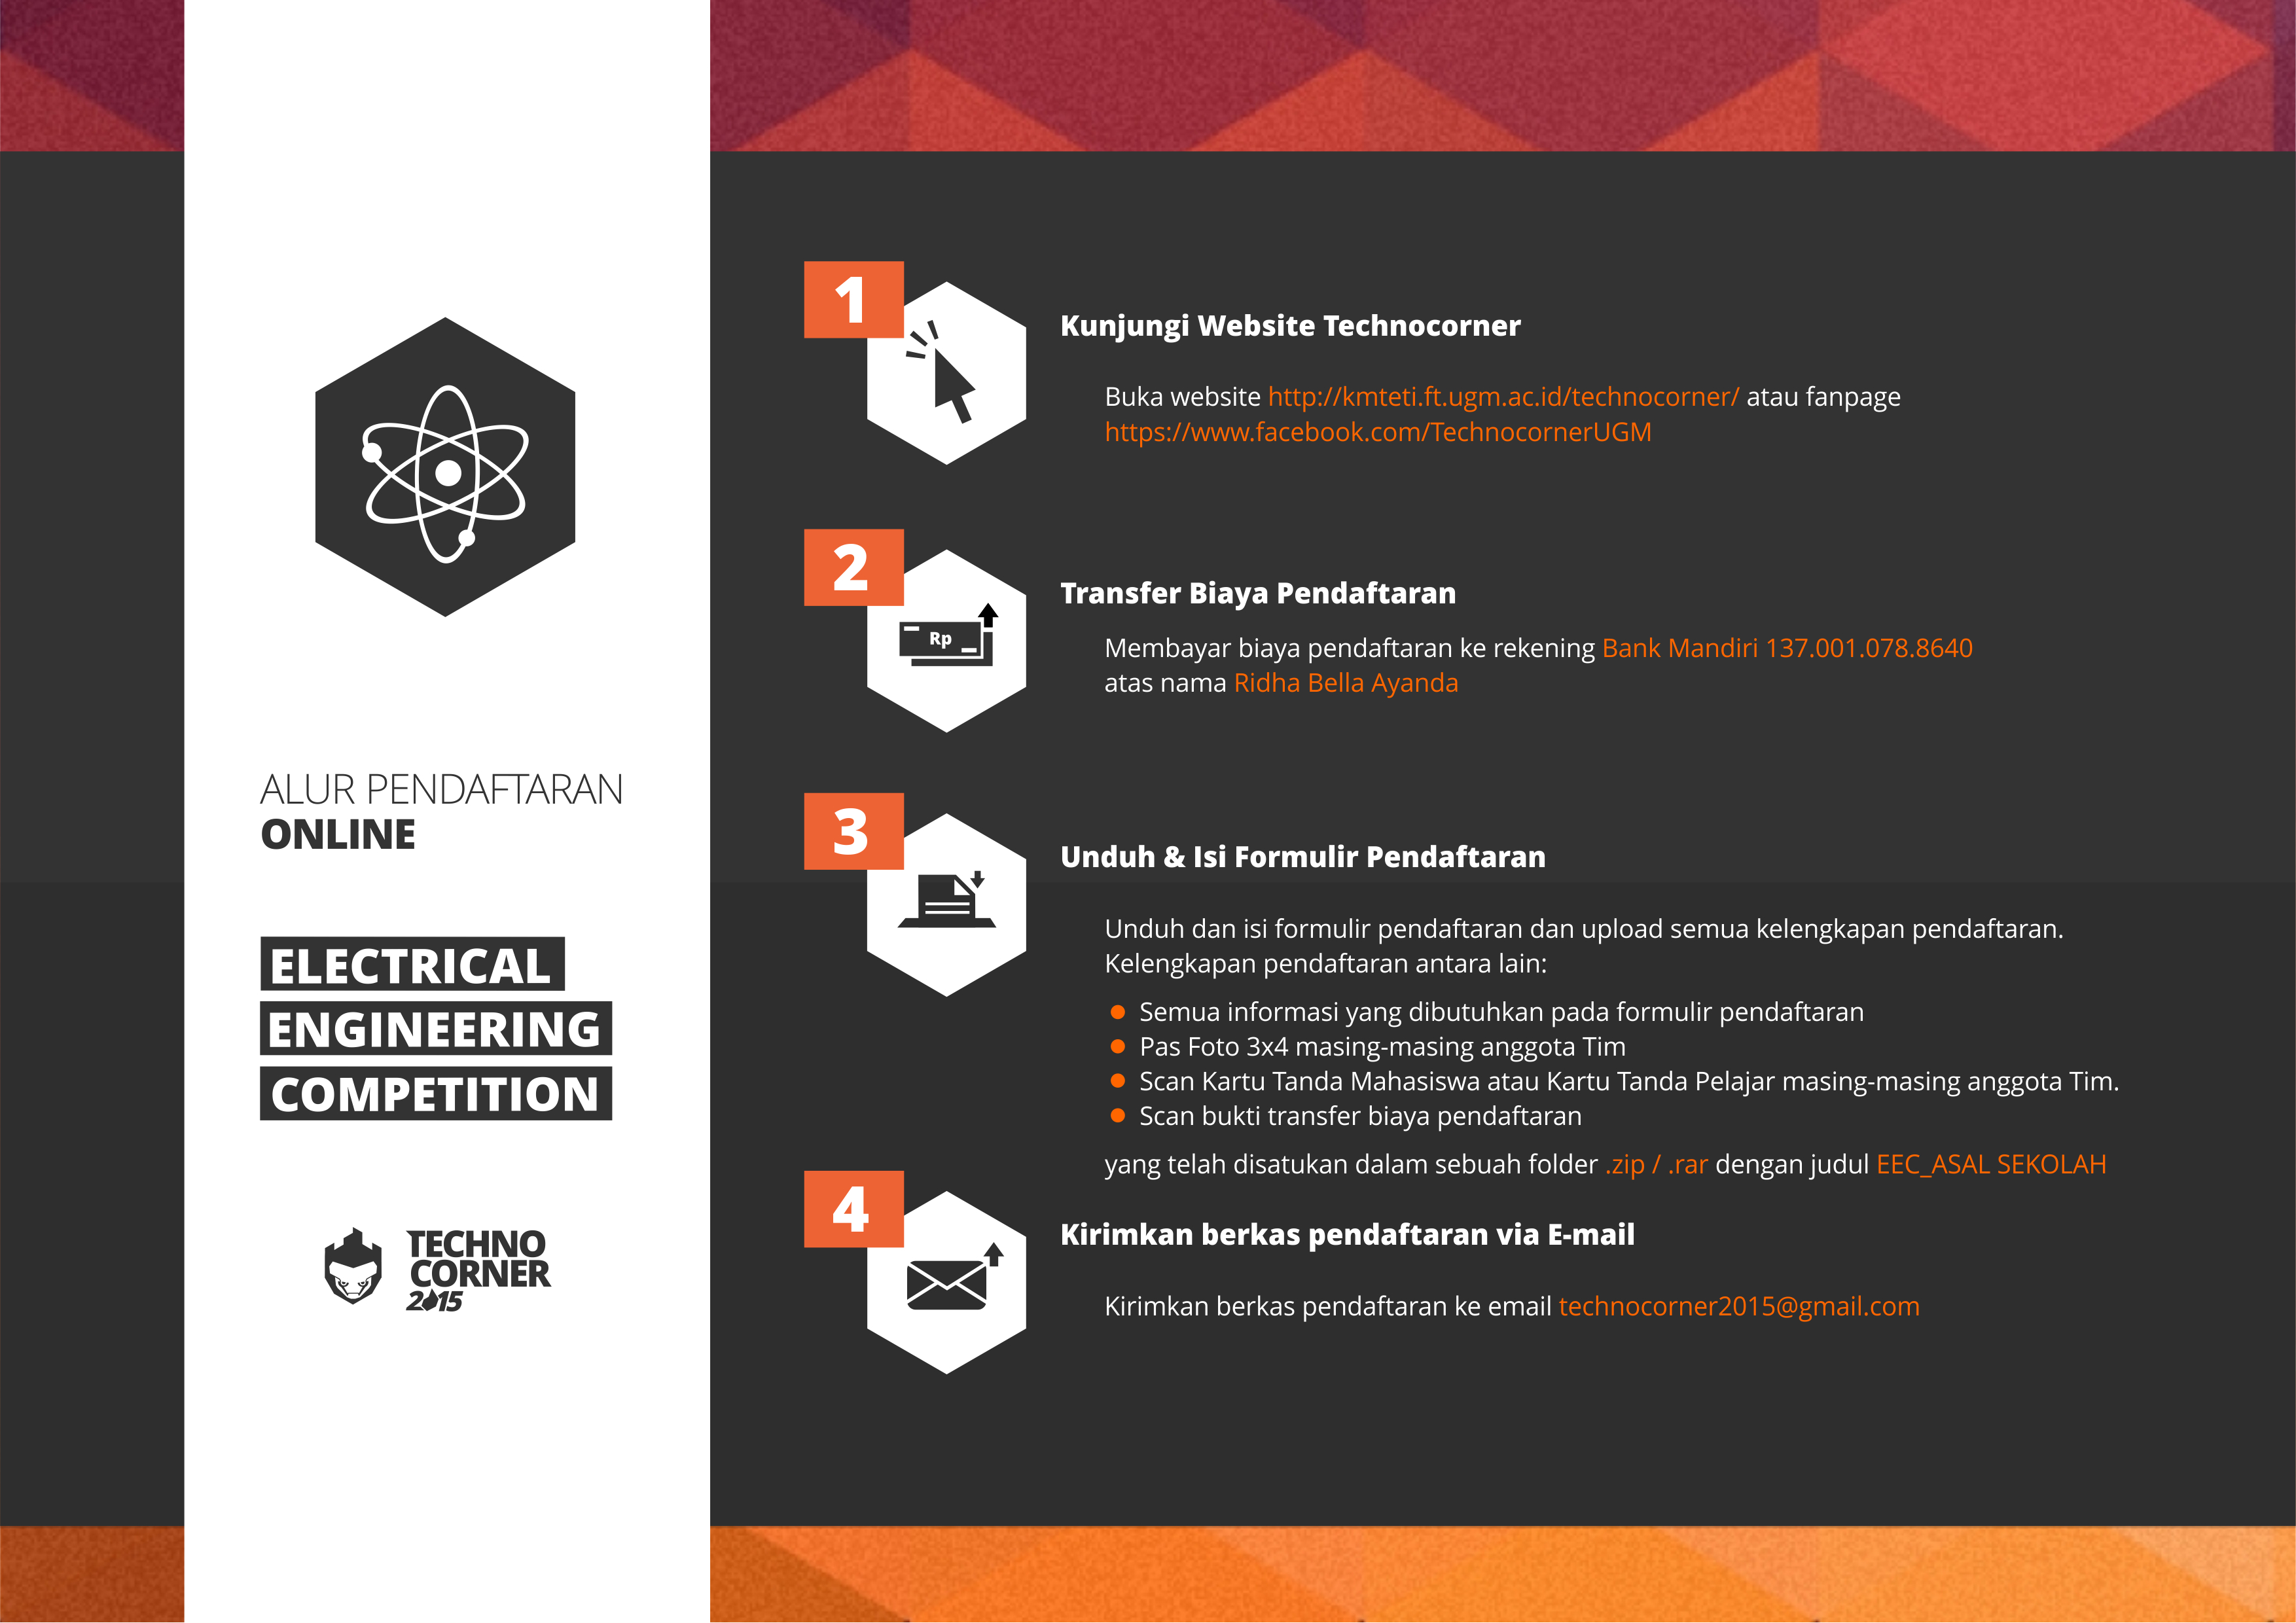 ALUR PENDAFTARAN
ONLINE
ELECTRICAL
ENGINEERING
COMPETITION
TECHNO
CORNER
2015
1
Kunjungi Website Technocorner
Buka website http://kmteti.ft.ugm.ac.id/technocorner/ atau fanpage
https://www.facebook.com/TechnocornerUGM
2
Rp
Transfer Biaya Pendaftaran
Membayar biaya pendaftaran ke rekening Bank Mandiri 137.001.078.8640
atas nama Ridha Bella Ayanda
3
Unduh & Isi Formulir Pendaftaran
Unduh dan isi formulir pendaftaran dan upload semua kelengkapan pendaftaran.
Kelengkapan pendaftaran antara lain:
Semua informasi yang dibutuhkan pada formulir pendaftaran
Pas Foto 3x4 masing-masing anggota Tim
Scan Kartu Tanda Mahasiswa atau Kartu Tanda Pelajar masing-masing anggota Tim.
Scan bukti transfer biaya pendaftaran
yang telah disatukan dalam sebuah folder .zip / .rar dengan judul EEC_ASAL SEKOLAH
4
Kirimkan berkas pendaftaran via E-mail
Kirimkan berkas pendaftaran ke email technocorner2015@gmail.com